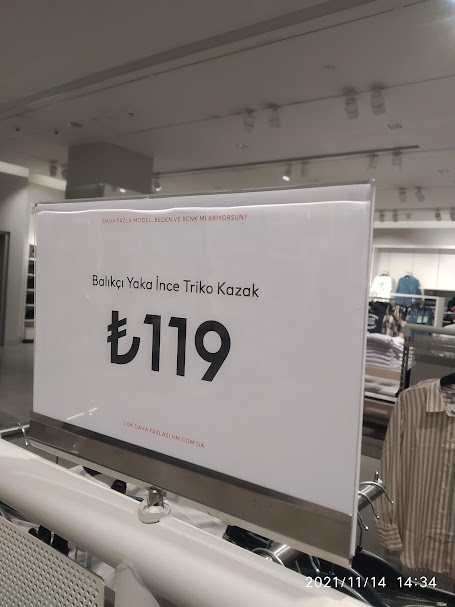 DAHA FAZLA MODEL, BEDEN VE RENK Mİ ARIYORSUN?
Balıkçı Yaka İnce Triko Kazak
₺119
ÇOK DAHA FAZLASI HM.COM'DA
2021/11/14 14:34